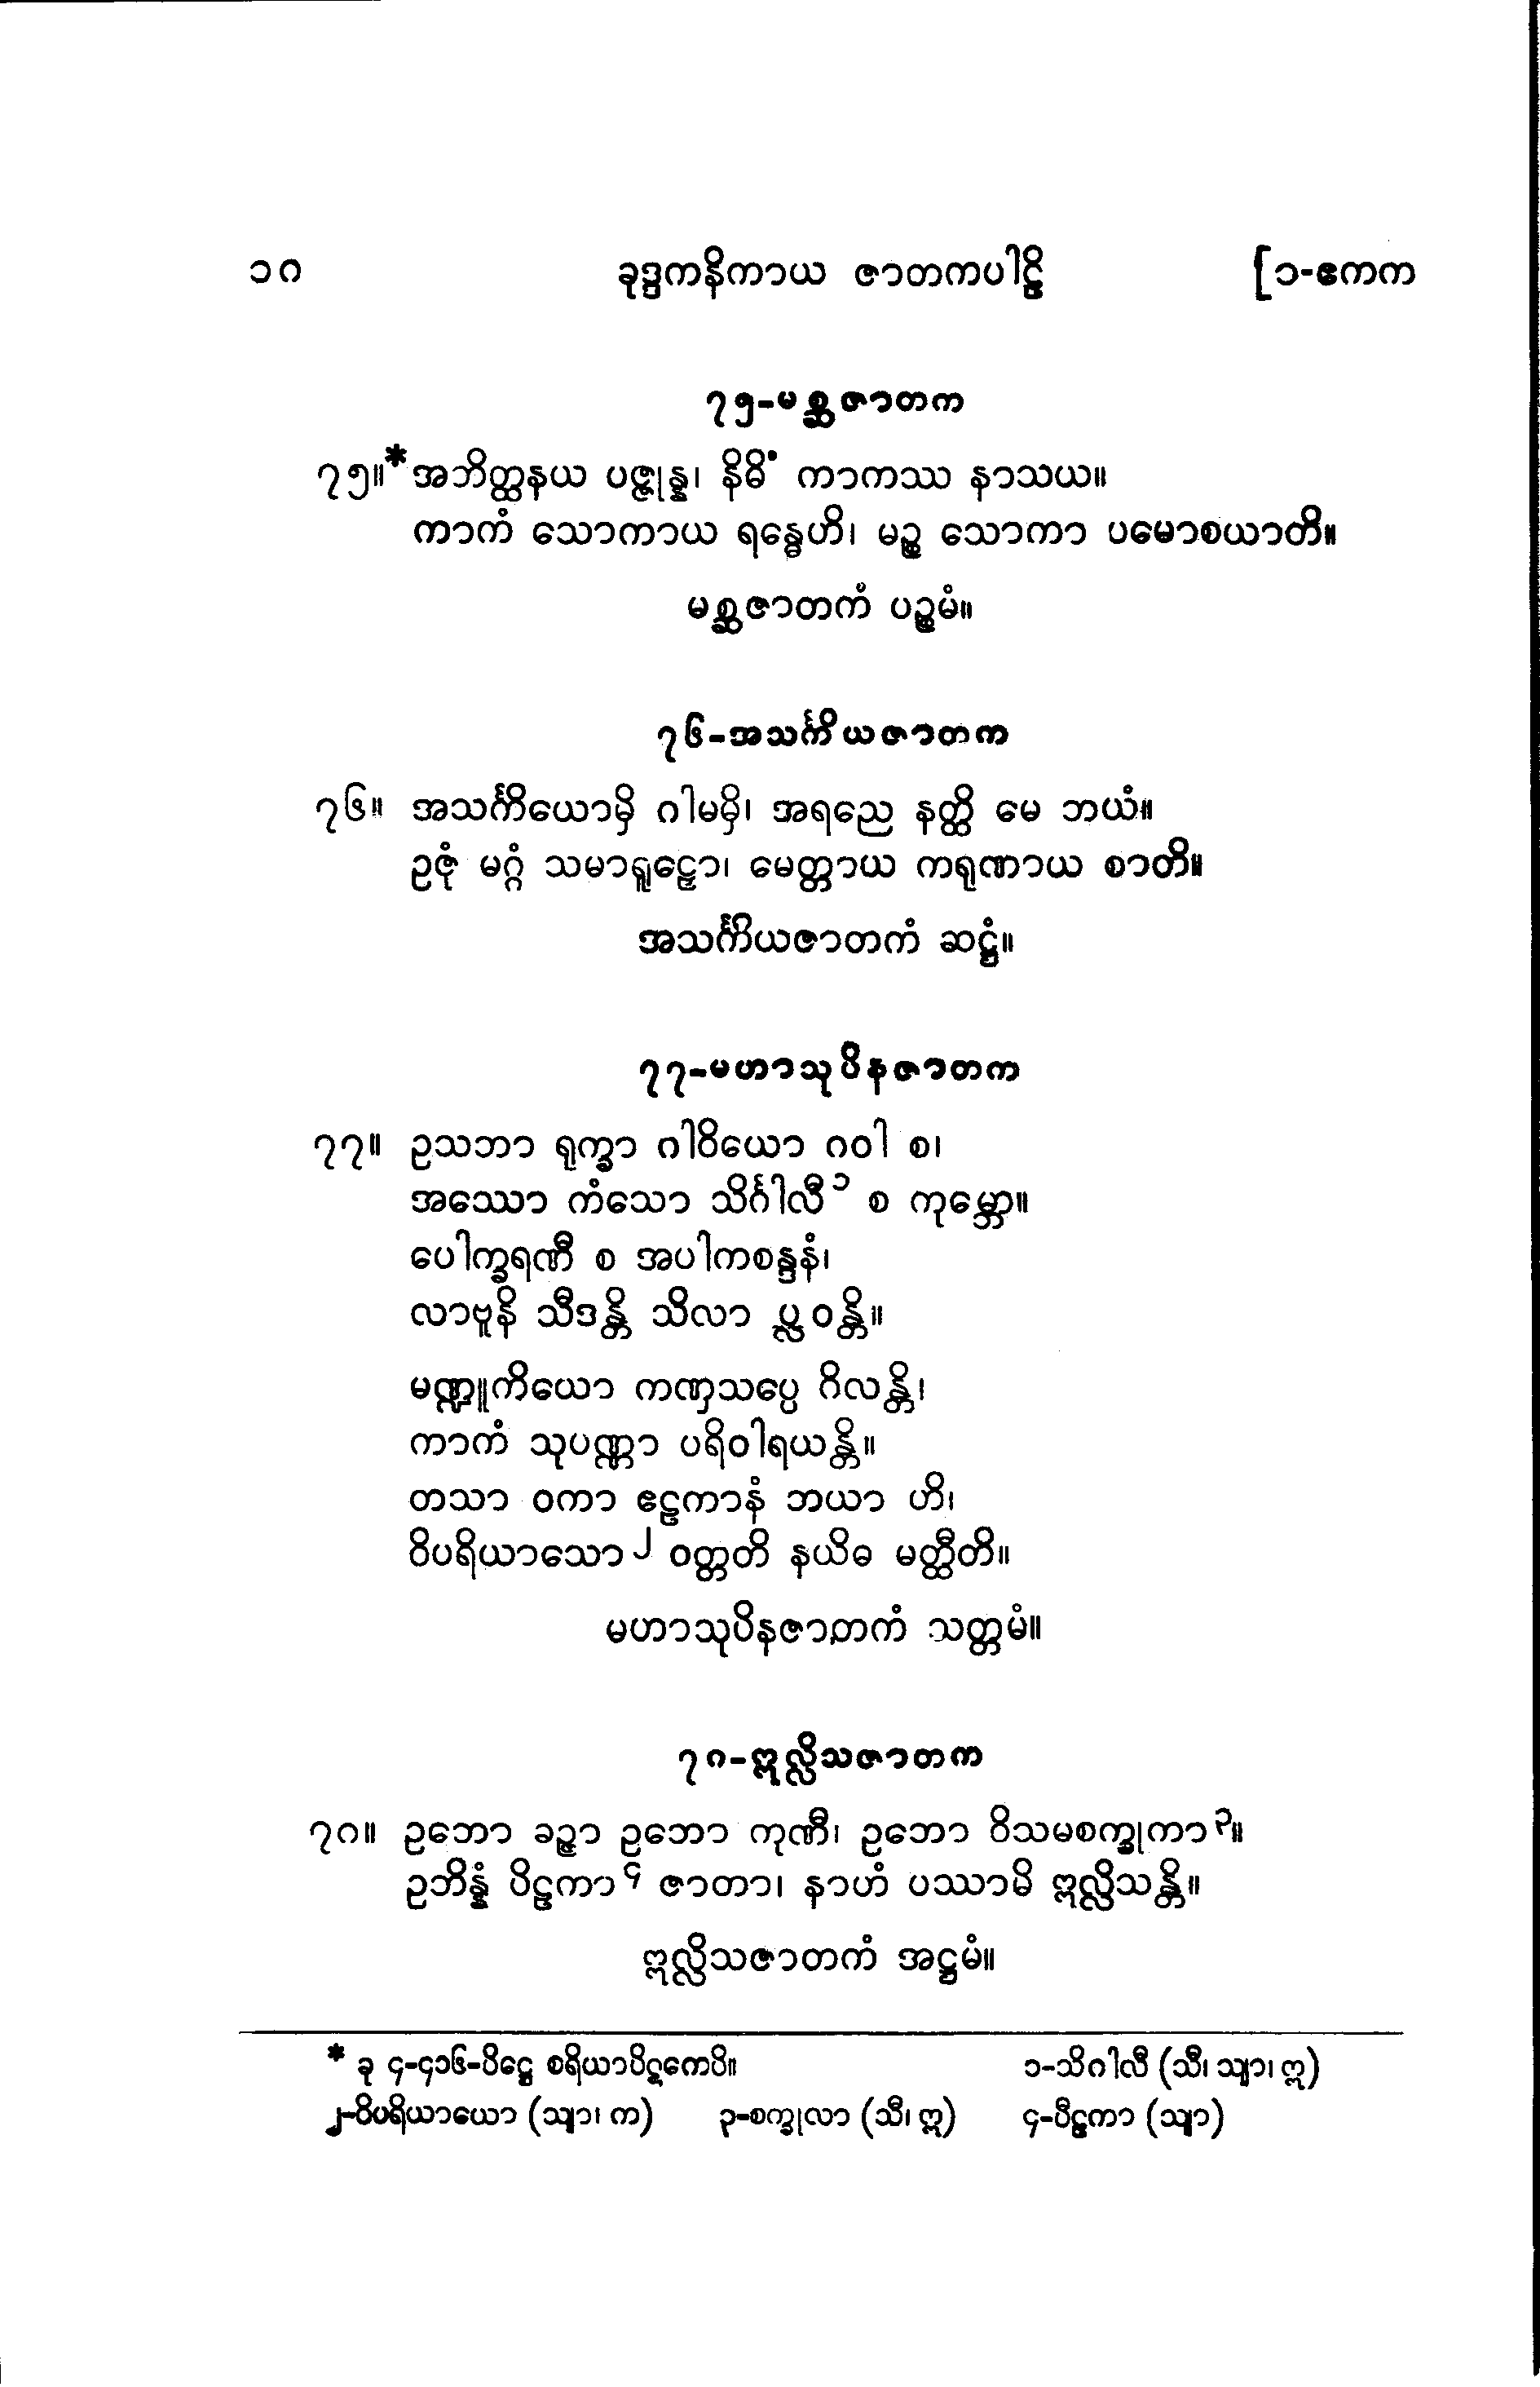 ၁၈ ခုဒ္ဒကနိကာယ ဇာတကပါဠိ [၁-ဧကက
၇၅-မစ္ဆဇာတက
၇၅။* အဘိတ္ထနယ ပဇ္ဇုန္န၊ နိဓိံ ကာကဿ နာသယ။
ကာကံ သောကာယ ရန္ဓေဟိ၊ မဉ္စ သောကာ ပမောစယာတိ။
မစ္ဆဇာတကံ ပဉ္စမံ။
၇၆-အသင်္ကိယဇာတက
၇၆။ အသင်္ကိယောမှိ ဂါမမှိ၊ အရညေ နတ္ထိ မေ ဘယံ။
ဥဇုံ မဂ္ဂံ သမာရူဠှော၊ မေတ္တာယ ကရုဏာယ စာတိ။
အသင်္ကိယဇာတကံ ဆဋ္ဌံ။
၇၇-မဟာသုပိနဇာတက
၇၇။ ဥသဘာ ရုက္ခာ ဂါဝိယော ဂဝါ စ၊
အဿော ကံသော သိင်္ဂါလီ ၁ စ ကုမ္ဘော။
ပေါက္ခရဏီ စ အပါကစန္ဒနံ၊
လာဗူနိ သီဒန္တိ သိလာ ပ္လဝန္တိ။
မဏ္ဍူကိယော ကဏှသပ္ပေ ဂိလန္တိ၊
ကာကံ သုပဏ္ဏာ ပရိဝါရယန္တိ။
တသာ ဝကာ ဧဠကာနံ ဘယာ ဟိ၊
ဝိပရိယာသော ၂ ဝတ္တတိ နယိဓ မတ္ထီတိ။
မဟာသုပိနဇာတကံ သတ္တမံ။
၇၈-ဣလ္လိသဇာတက
၇၈။ ဥဘော ခဉ္ဇာ ဥဘော ကုဏီ၊ ဥဘော ဝိသမစက္ခုကာ ၃။
ဥဘိန္နံ ပိဠကာ ၄ ဇာတာ၊ နာဟံ ပဿာမိ ဣလ္လိသန္တိ။
ဣလ္လိသဇာတကံ အဋ္ဌမံ။
* ခု ၄-၄၁၆-ပိဋ္ဌေ စရိယာပိဋကေပိ။ ၁-သိဂါလီ (သီ၊ သျာ၊ ဣ)
၂-ဝိပရိယာယော (သျာ၊ က) ၃-စက္ခုလာ (သီ၊ ဣ) ၄-ပီဠကာ (သျာ)